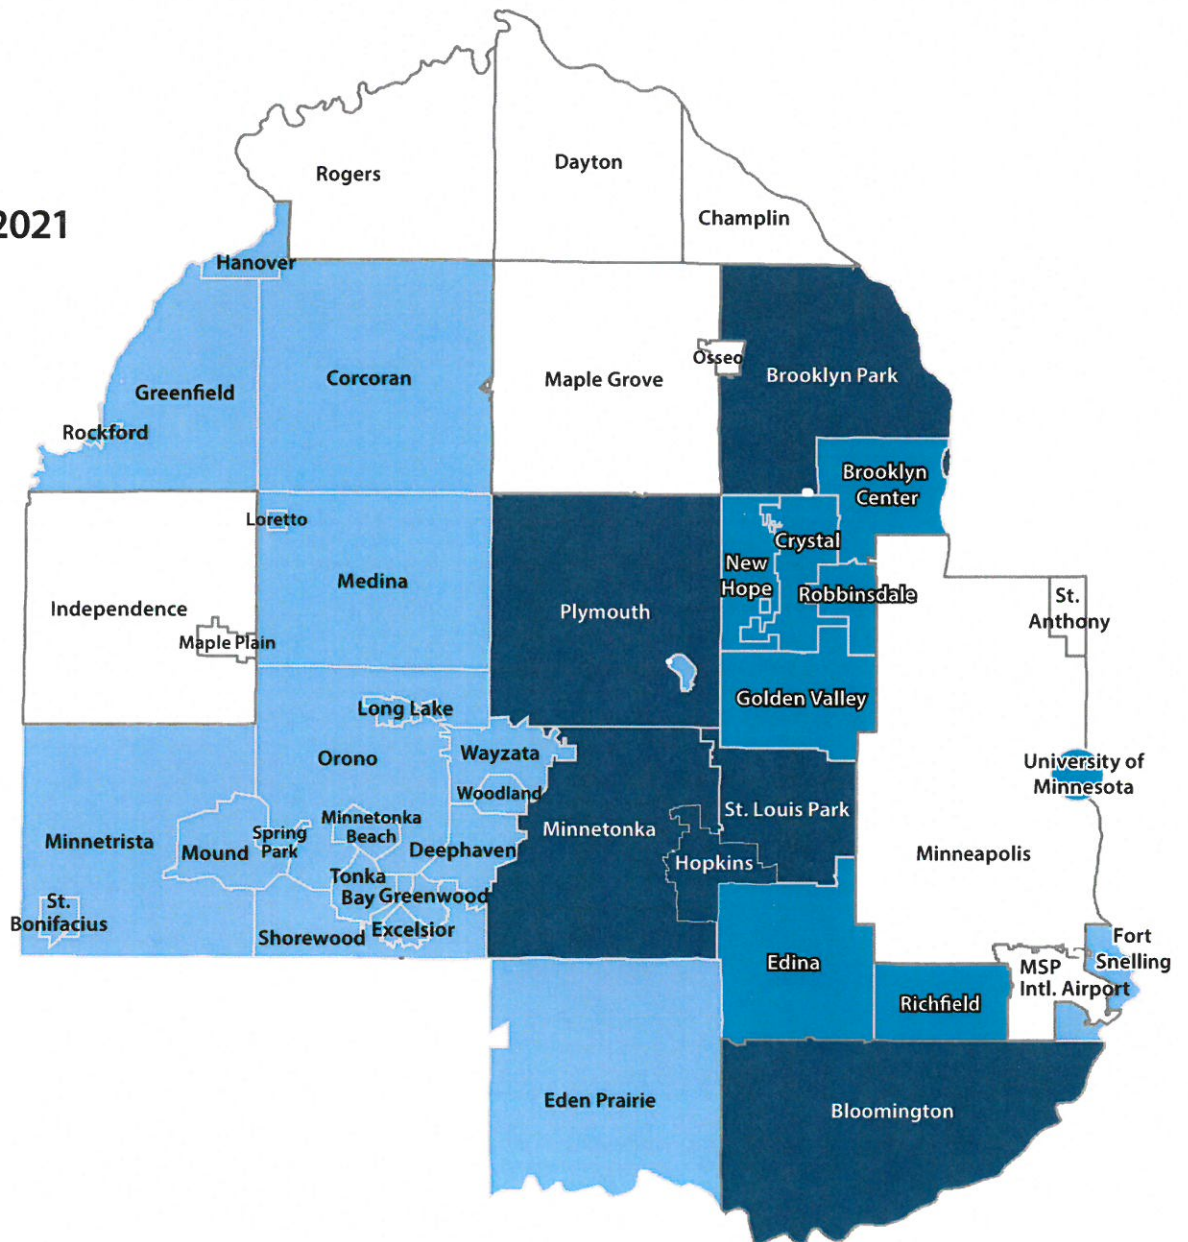 2021
Rogers
Dayton
Champlin
Hanover
Greenfield
Corcoran
Maple Grove
Osseo
Brooklyn Park
Rockford
Brooklyn
Center
Loretto
Medina
Independence
Maple Plain
Plymouth
New
Hope
Crystal
Robbinsdale
St.
Anthony
Golden Valley
Long Lake
Orono
Wayzata
Woodland
University of
Minnesota
Minnetrista
Mound
Spring
Park
Minnetonka
Beach
Deephaven
Minnetonka
St. Louis Park
Hopkins
Minneapolis
Tonka
Bay
Greenwood
St.
Bonifacius
Shorewood
Excelsior
Edina
Richfield
MSP
Intl. Airport
Fort
Snelling
Eden Prairie
Bloomington